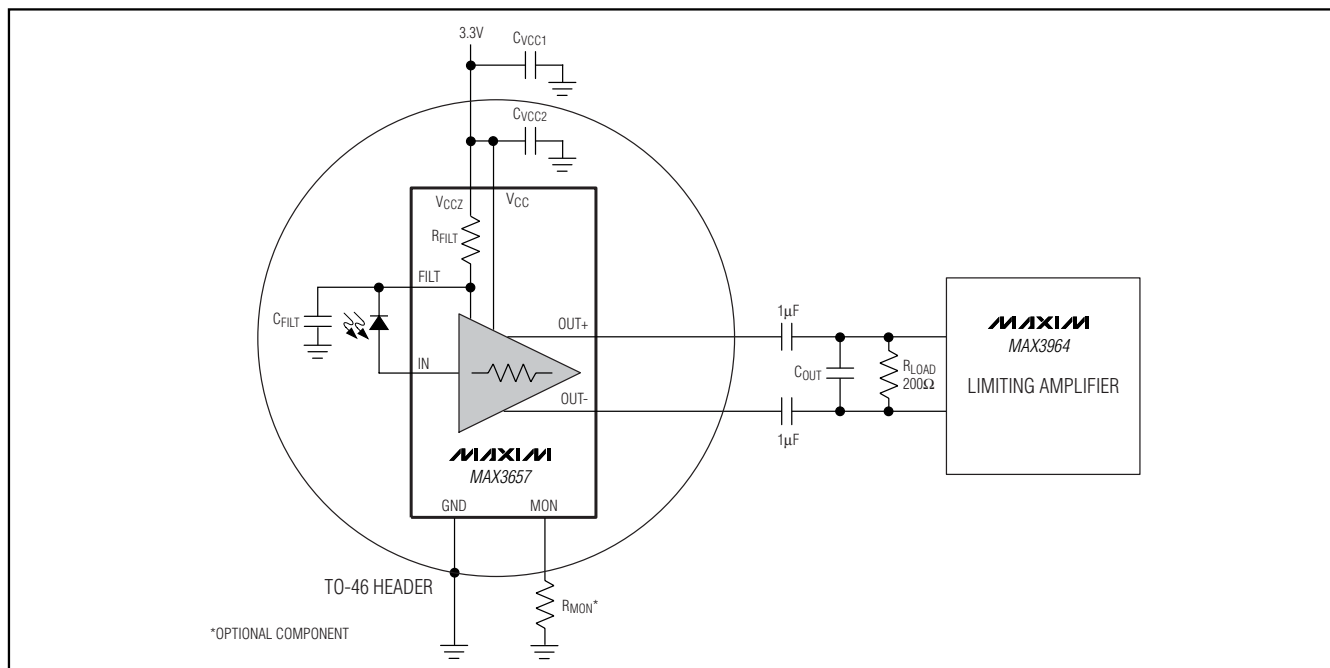 3.3V
CVCC1
CVCC2
VCCZ
VCC
RFILT
FILT
CFILT
IN
OUT+
OUT-
MAXIM
MAX3657
GND
MON
TO-46 HEADER
RMON*
*OPTIONAL COMPONENT
1μF
1μF
COUT
RLOAD
200Ω
MAXIM
MAX3964
LIMITING AMPLIFIER